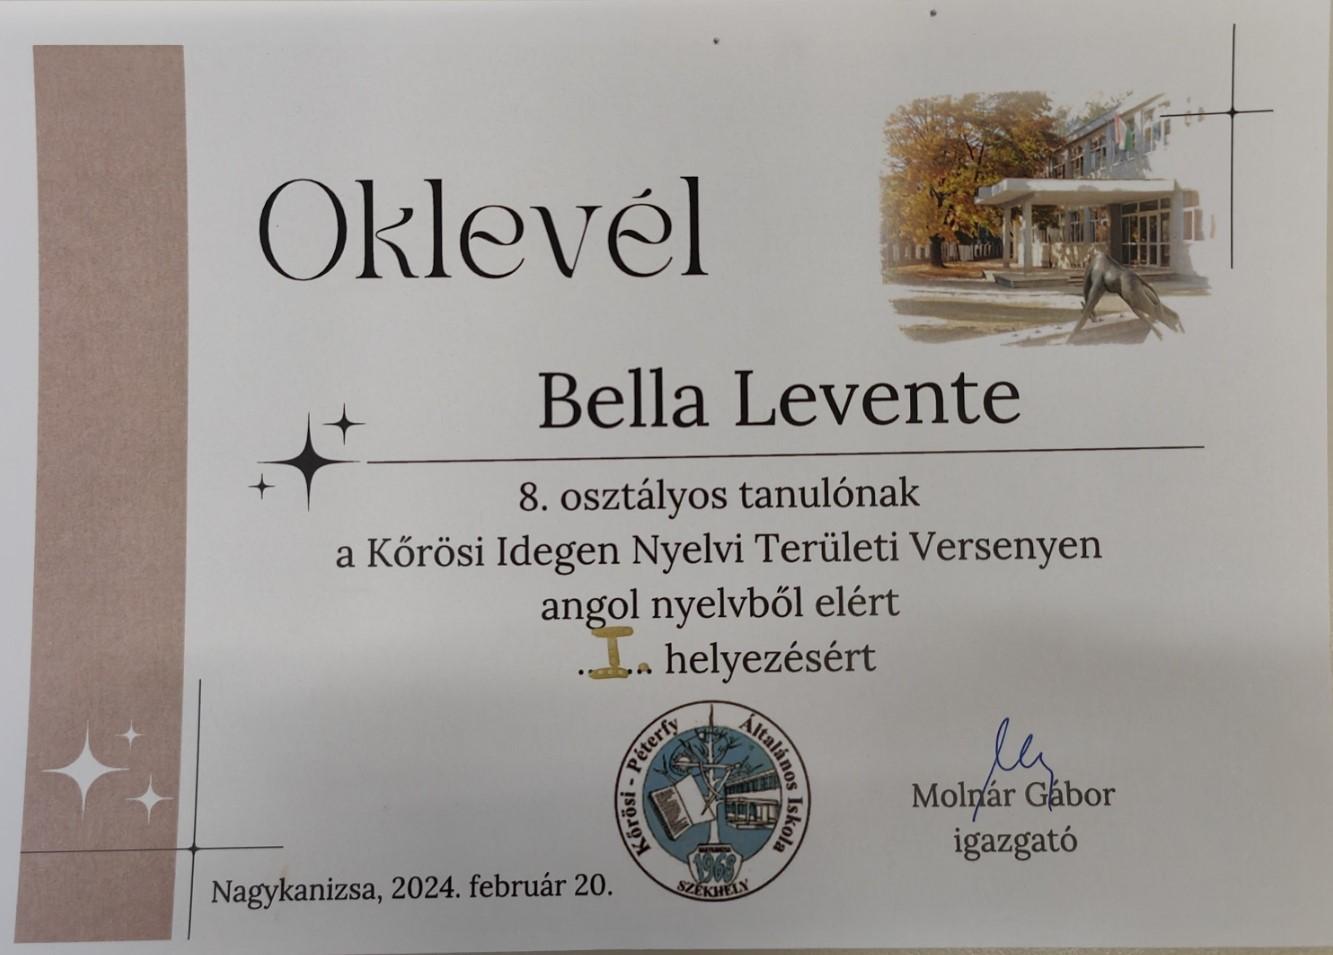 Oklevél
Bella Levente
8. osztályos tanulónak
a Kőrösi Idegen Nyelvi Területi Versenyen
angol nyelvből elért
..I... helyezésért
Kőrösi - Péterfy Általános Iskola
1968
SZÉKHELY
Molnár Gábor
igazgató
Nagykanizsa, 2024. február 20.